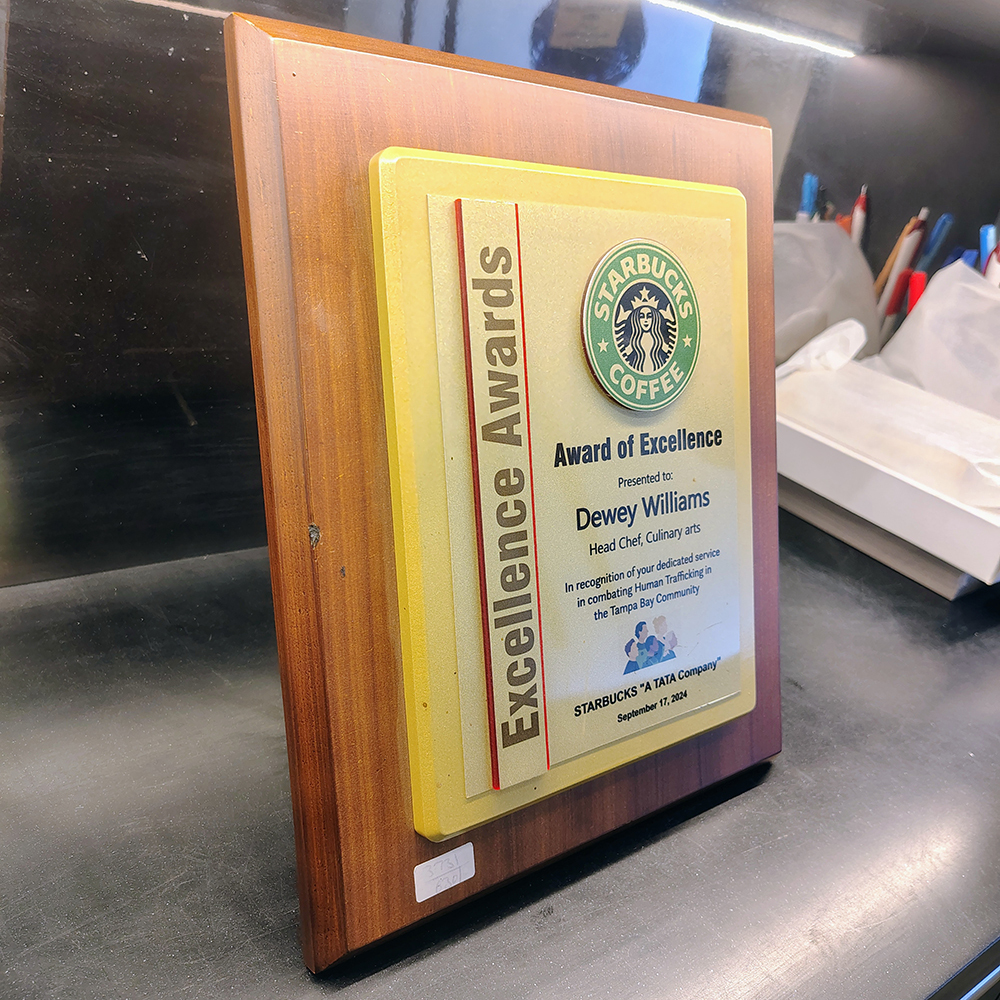 Excellence Awards
STARBUCKS
COFFEE
Award of Excellence
Presented to:
Dewey Williams
Head Chef, Culinary arts
In recognition of your dedicated service
in combating Human Trafficking in
the Tampa Bay Community
STARBUCKS "A TATA Company"
September 17, 2024